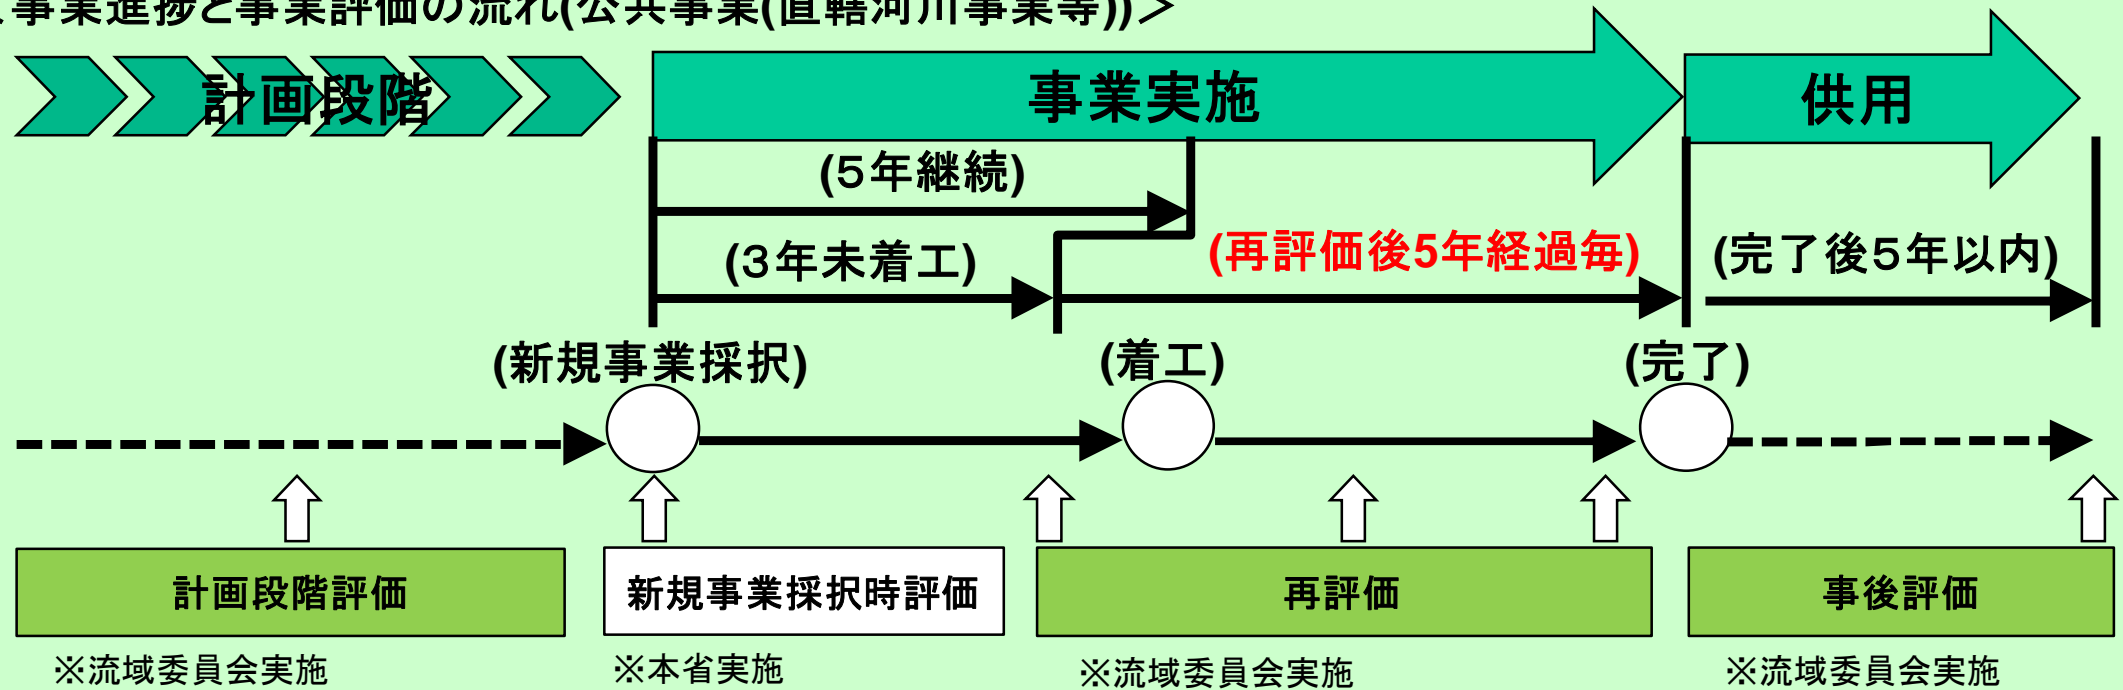 事業進捗と事業評価の流れ(公共事業(直轄河川事業等))＞
計画段階
事業実施
供用
(5年継続)
(3年未着工)
(再評価後5年経過毎)
(完了後5年以内)
(新規事業採択)
(着工)
(完了)
計画段階評価
新規事業採択時評価
再評価
事後評価
※流域委員会実施
※本省実施
※流域委員会実施
※流域委員会実施